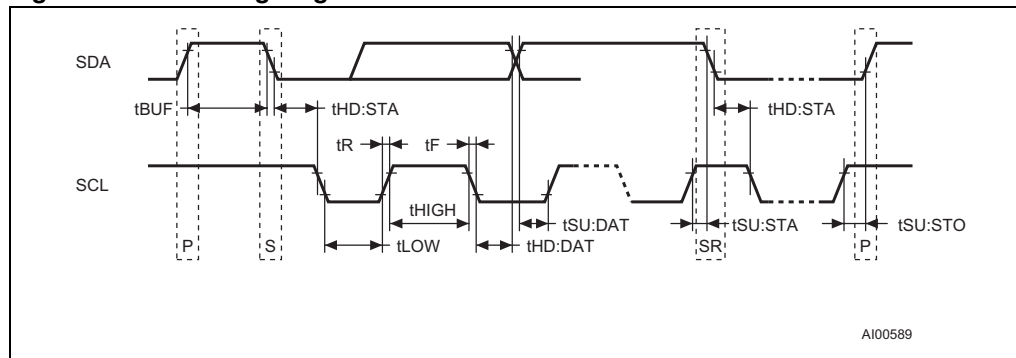 SDA
tBUF
tHD:STA
tHD:STA
tR
tF
SCL
tHIGH
tSU:DAT
tSU:STA
tSU:STO
P
S
tLOW
tHD:DAT
SR
P
AI00589